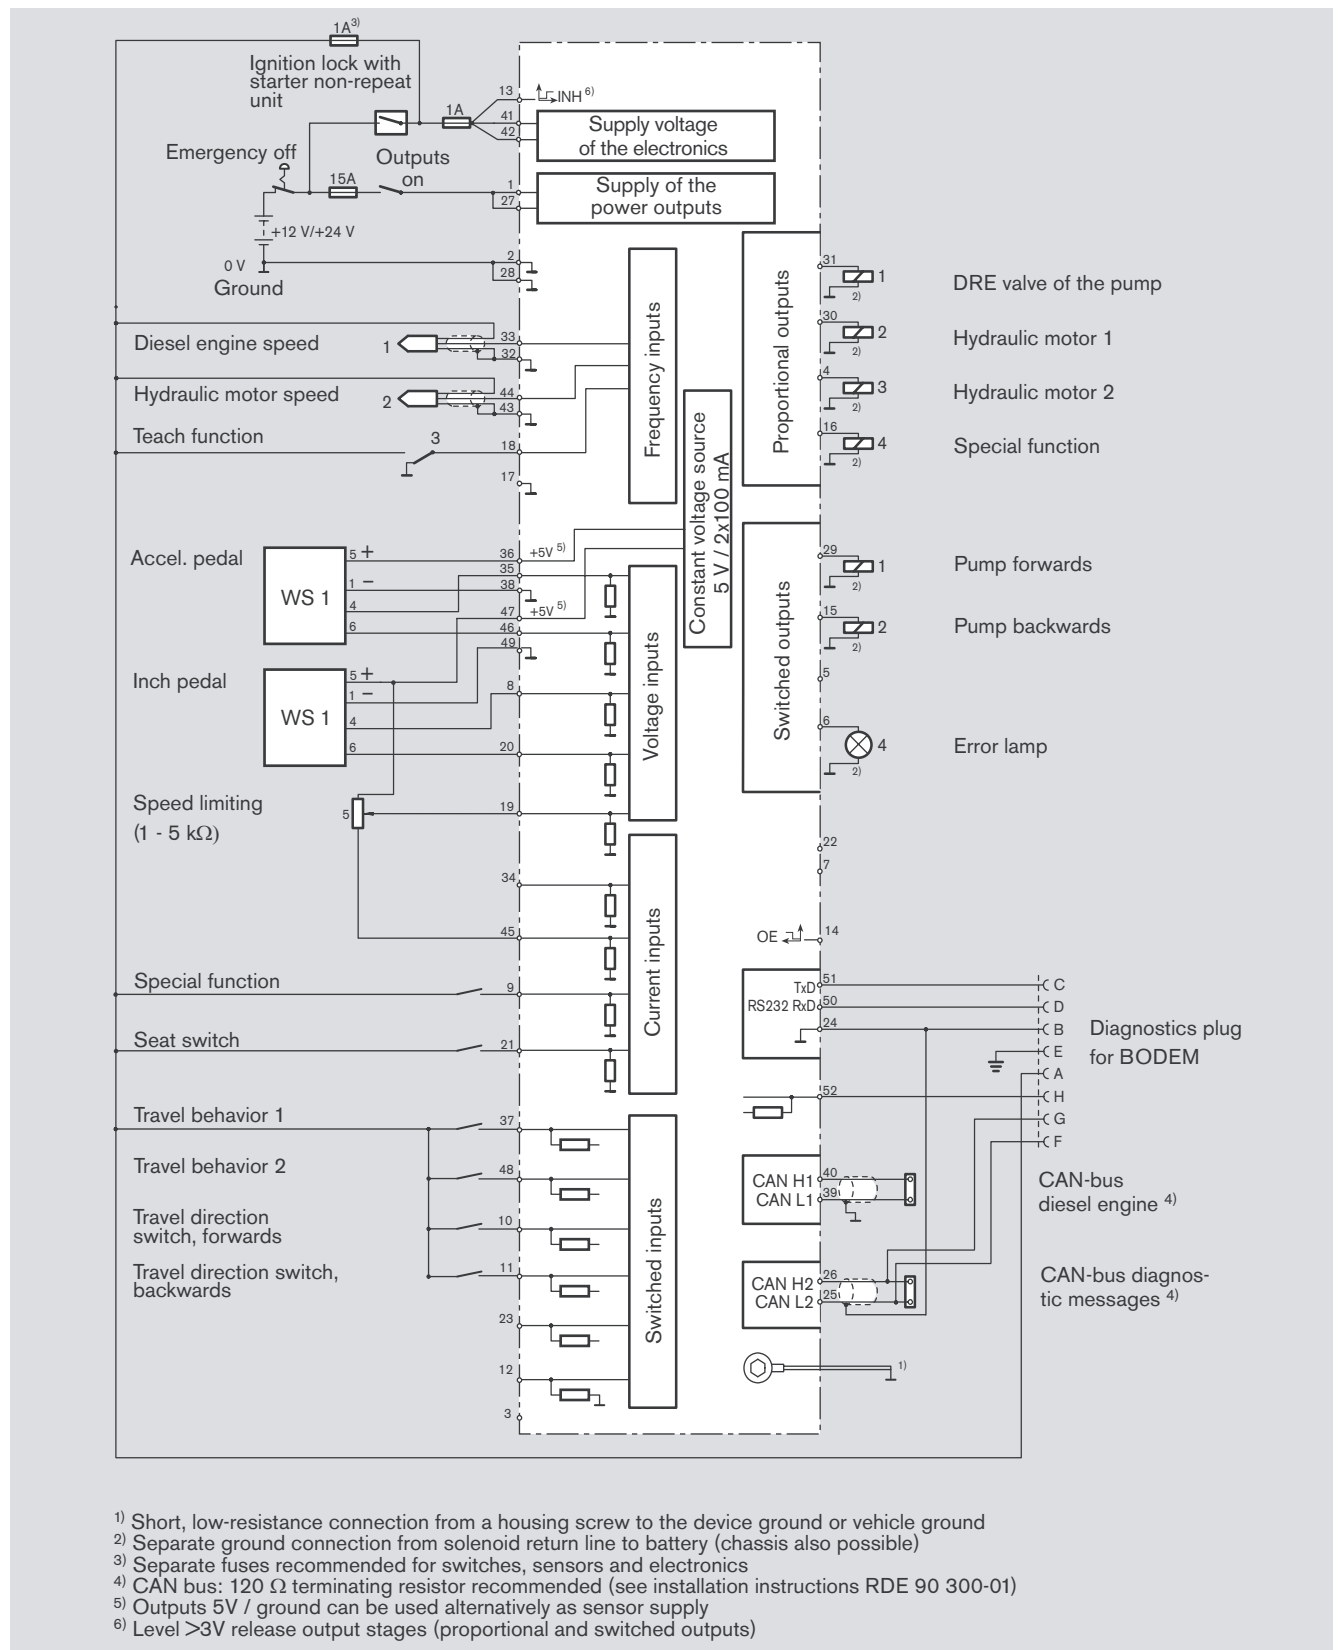 1A3)
Ignition lock with
starter non-repeat
unit
13
INH 6)
1A
41
42
Supply voltage
of the electronics
Emergency off
Outputs
on
15A
1
27
Supply of the
power outputs
+12 V/+24 V
0 V
Ground
2
28
Diesel engine speed
1
33
32
Hydraulic motor speed
2
44
43
Teach function
3
18
17
Frequency inputs
Constant voltage source
5 V / 2x100 mA
Proportional outputs
31
1
2)
DRE valve of the pump
30
2
2)
Hydraulic motor 1
4
3
2)
Hydraulic motor 2
16
4
2)
Special function
Accel. pedal
WS 1
5 +
1 −
4
6
36
+5V 5)
35
38
47
+5V 5)
46
49
Inch pedal
WS 1
5 +
1 −
4
6
8
20
Voltage inputs
Speed limiting
(1 - 5 kΩ)
5
19
34
45
Current inputs
Special function
9
Seat switch
21
Switched outputs
29
1
2)
Pump forwards
15
2
2)
Pump backwards
5
6
4
2)
Error lamp
22
7
OE
14
TxD
51
RS232 RxD
50
24
C
D
B
E
A
H
G
F
Diagnostics plug
for BODEM
52
Travel behavior 1
37
Travel behavior 2
48
Travel direction
switch, forwards
10
Travel direction switch,
backwards
11
23
12
3
Switched inputs
CAN H1
40
CAN L1
39
CAN-bus
diesel engine 4)
CAN H2
26
CAN L2
25
CAN-bus diagnos-
tic messages 4)
1)
1) Short, low-resistance connection from a housing screw to the device ground or vehicle ground
2) Separate ground connection from solenoid return line to battery (chassis also possible)
3) Separate fuses recommended for switches, sensors and electronics
4) CAN bus: 120 Ω terminating resistor recommended (see installation instructions RDE 90 300-01)
5) Outputs 5V / ground can be used alternatively as sensor supply
6) Level >3V release output stages (proportional and switched outputs)